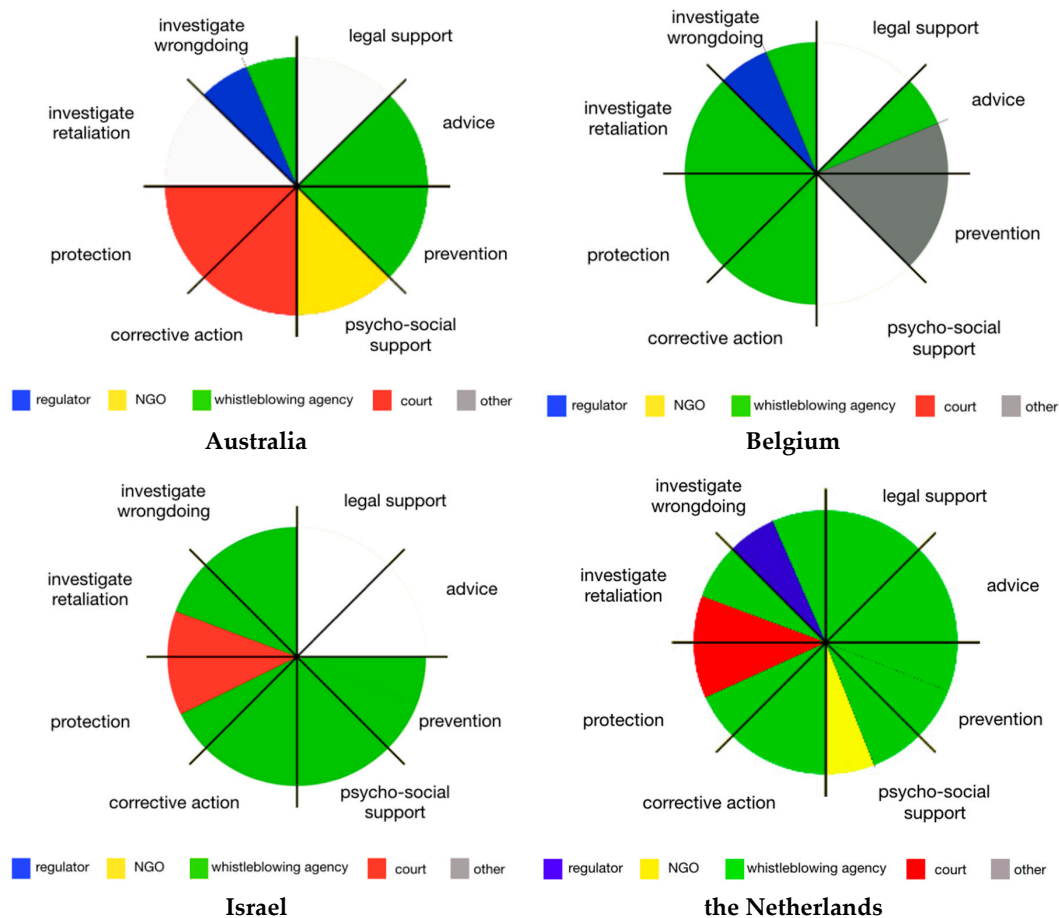 investigate
wrongdoing
legal support
investigate
retaliation
advice
protection
prevention
corrective action
psycho-social
support
regulator NGO whistleblowing agency court other
Australia
investigate
wrongdoing
legal support
investigate
retaliation
advice
protection
prevention
corrective action
psycho-social
support
regulator NGO whistleblowing agency court other
Belgium
investigate
wrongdoing
legal support
investigate
retaliation
advice
protection
prevention
corrective action
psycho-social
support
regulator NGO whistleblowing agency court other
Israel
investigate
wrongdoing
legal support
investigate
retaliation
advice
protection
prevention
corrective action
psycho-social
support
regulator NGO whistleblowing agency court other
the Netherlands